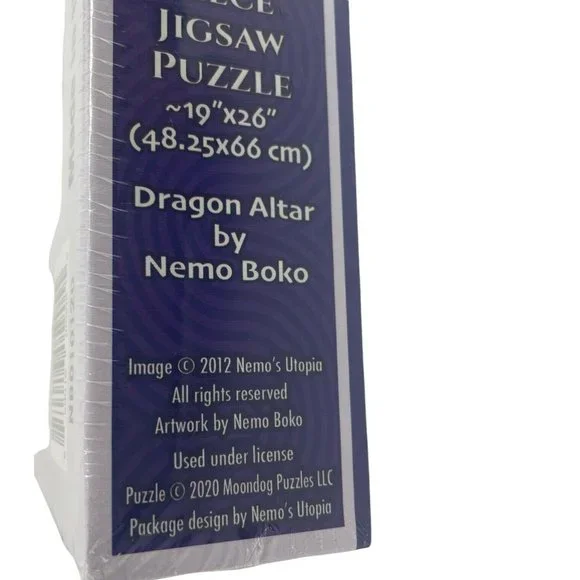 JIGSAW
PUZZLE
~19"x26"
(48.25x66 cm)
Dragon Altar
by
Nemo Boko
Image © 2012 Nemo's Utopia
All rights reserved
Artwork by Nemo Boko
Used under license
Puzzle © 2020 Moondog Puzzles LLC
Package design by Nemo's Utopia